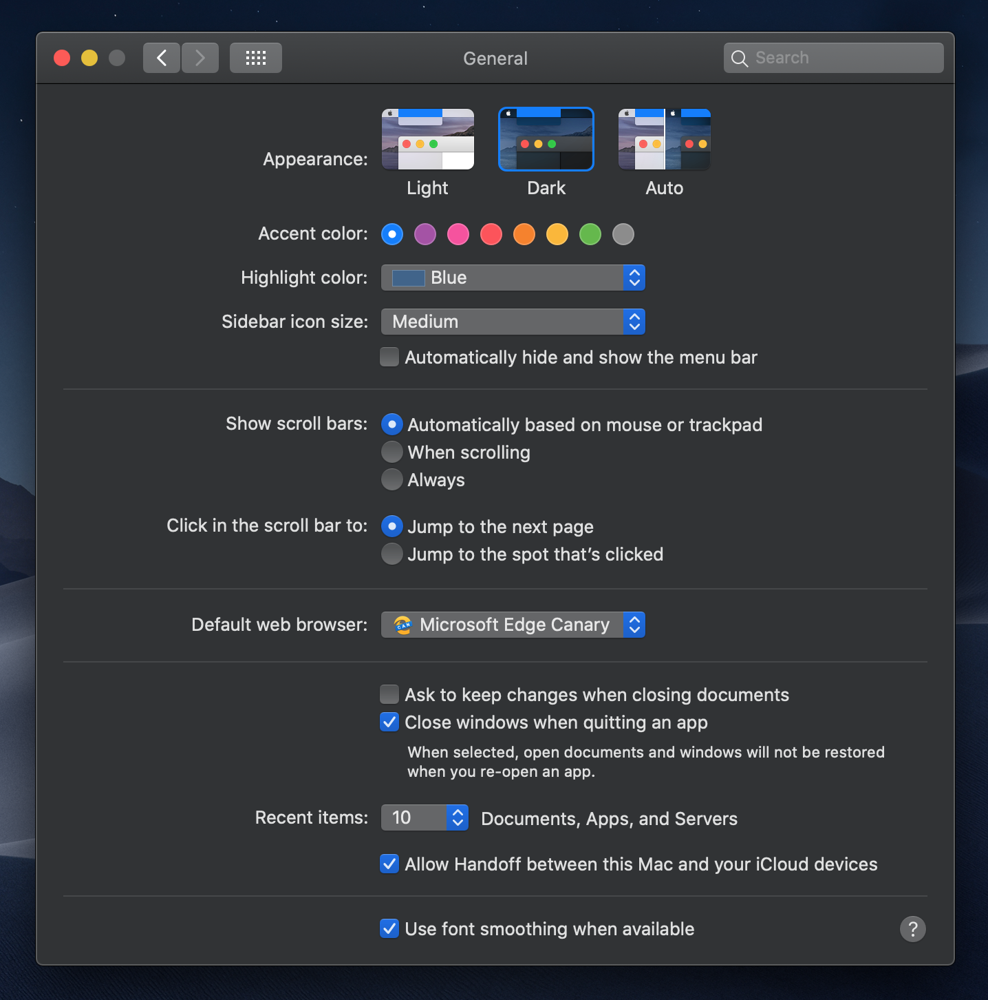 General
Search
Appearance:
Light
Dark
Auto
Accent color:
Highlight color:
Blue
Sidebar icon size:
Medium
Automatically hide and show the menu bar
Show scroll bars:
Automatically based on mouse or trackpad
When scrolling
Always
Click in the scroll bar to:
Jump to the next page
Jump to the spot that’s clicked
Default web browser:
CAN
Microsoft Edge Canary
Ask to keep changes when closing documents
Close windows when quitting an app
When selected, open documents and windows will not be restored
when you re-open an app.
Recent items:
10
Documents, Apps, and Servers
Allow Handoff between this Mac and your iCloud devices
Use font smoothing when available
?